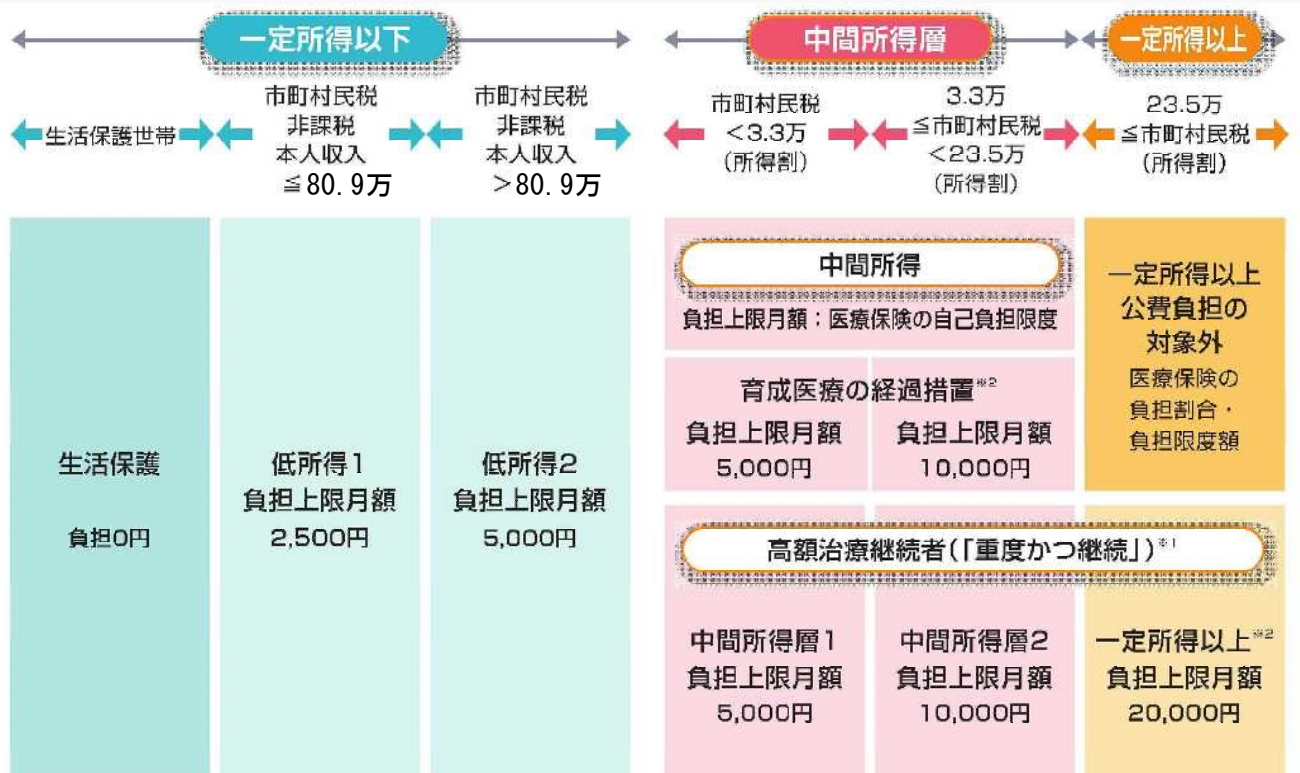 一定所得以下
中間所得層
一定所得以上
生活保護世帯
市町村民税
非課税
本人収入
≦80.9万
市町村民税
非課税
本人収入
＞80.9万
市町村民税
＜3.3万
(所得割)
3.3万
≦市町村民税
＜23.5万
(所得割)
23.5万
≦市町村民税
(所得割)
生活保護
負担0円
低所得1
負担上限月額
2,500円
低所得2
負担上限月額
5,000円
中間所得
負担上限月額：医療保険の自己負担限度
育成医療の経過措置※2
負担上限月額
5,000円
負担上限月額
10,000円
一定所得以上
公費負担の
対象外
医療保険の
負担割合・
負担限度額
高額治療継続者(「重度かつ継続」)※1
中間所得層1
負担上限月額
5,000円
中間所得層2
負担上限月額
10,000円
一定所得以上※2
負担上限月額
20,000円